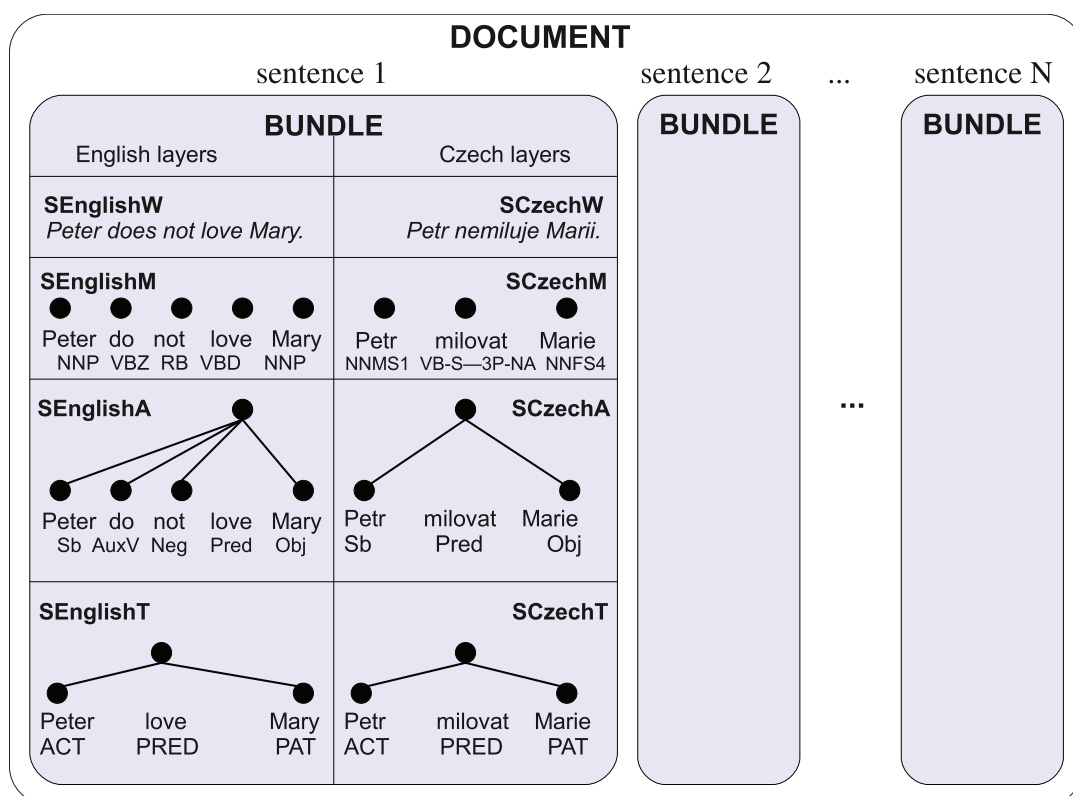 DOCUMENT
sentence 1 sentence 2 ... sentence N
BUNDLE BUNDLE BUNDLE
English layers Czech layers
SEnglishW SCzechW
Peter does not love Mary. Petr nemiluje Marii.
SEnglishM SCzechM
Peter do not love Mary Petr milovat Marie
NNP VBZ RB VBD NNP NNMS1 VB-S—3P-NA NNFS4
SEnglishA SCzechA
...
Peter do not love Mary Petr milovat Marie
Sb AuxV Neg Pred Obj Sb Pred Obj
SEnglishT SCzechT
Peter love Mary Petr milovat Marie
ACT PRED PAT ACT PRED PAT